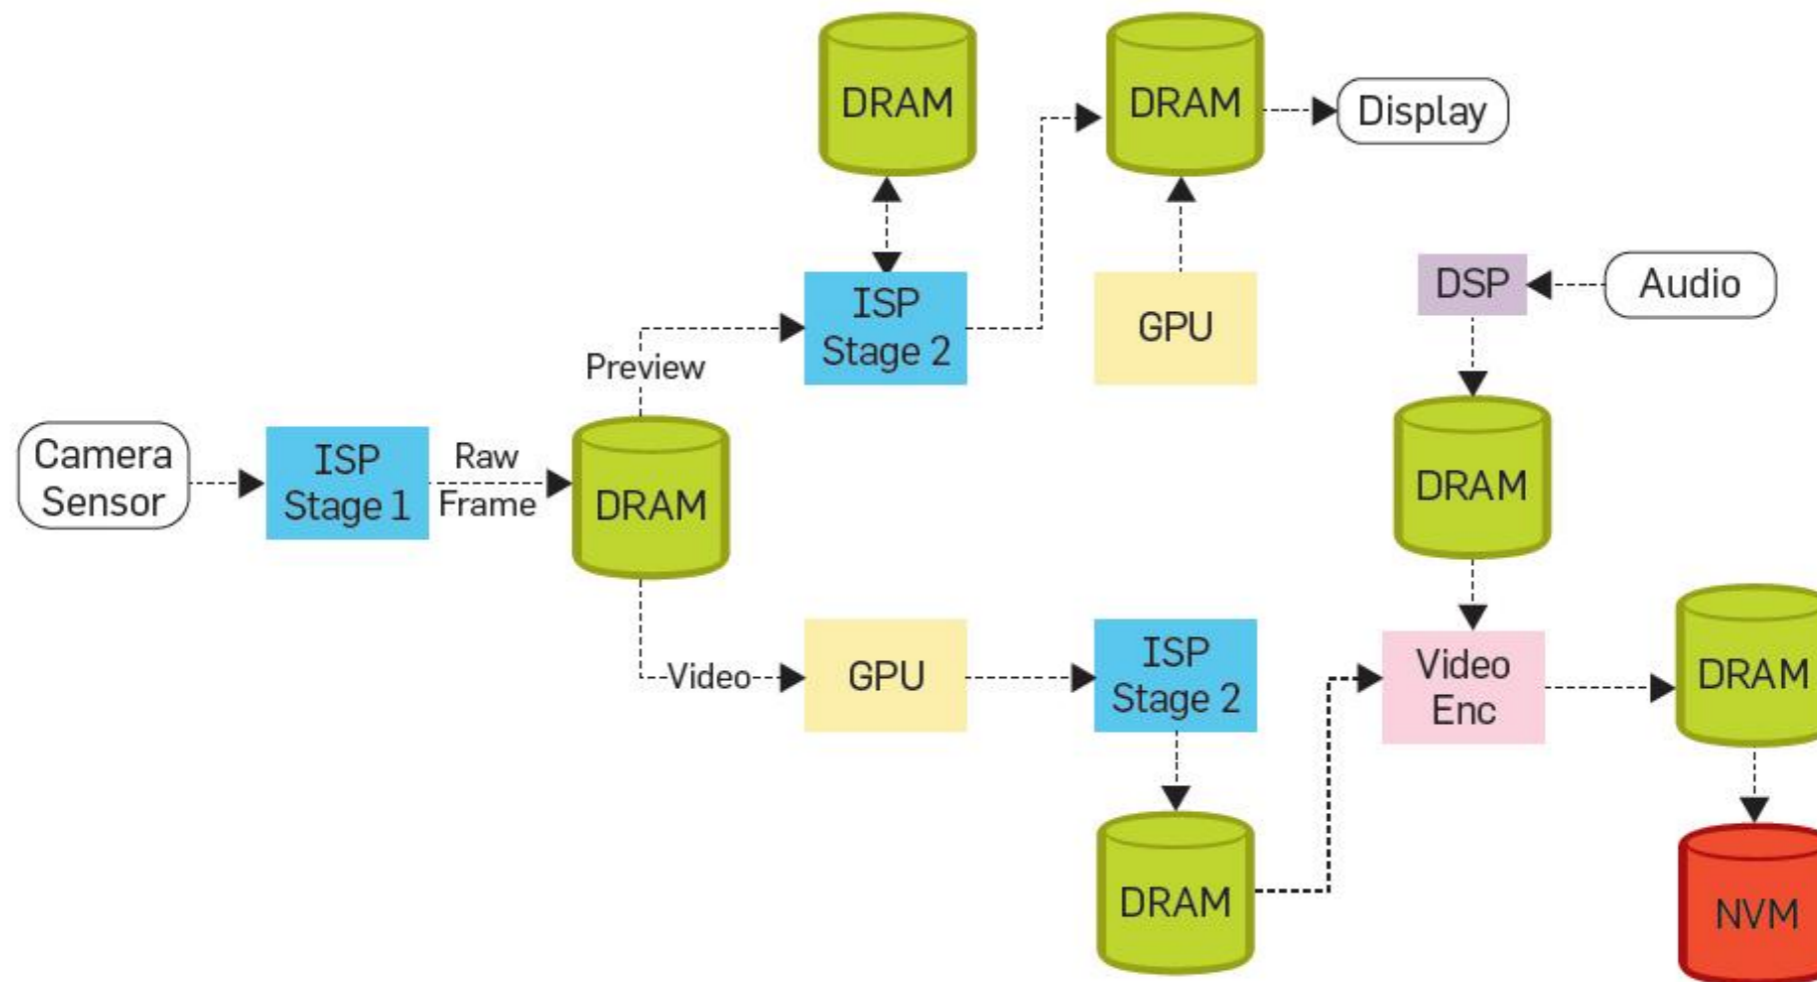 DRAM
DRAM
Display
ISP
Stage 2
GPU
DSP
Audio
Preview
Camera
Sensor
ISP
Stage 1
Raw
Frame
DRAM
DRAM
Video
GPU
ISP
Stage 2
Video
Enc
DRAM
DRAM
NVM